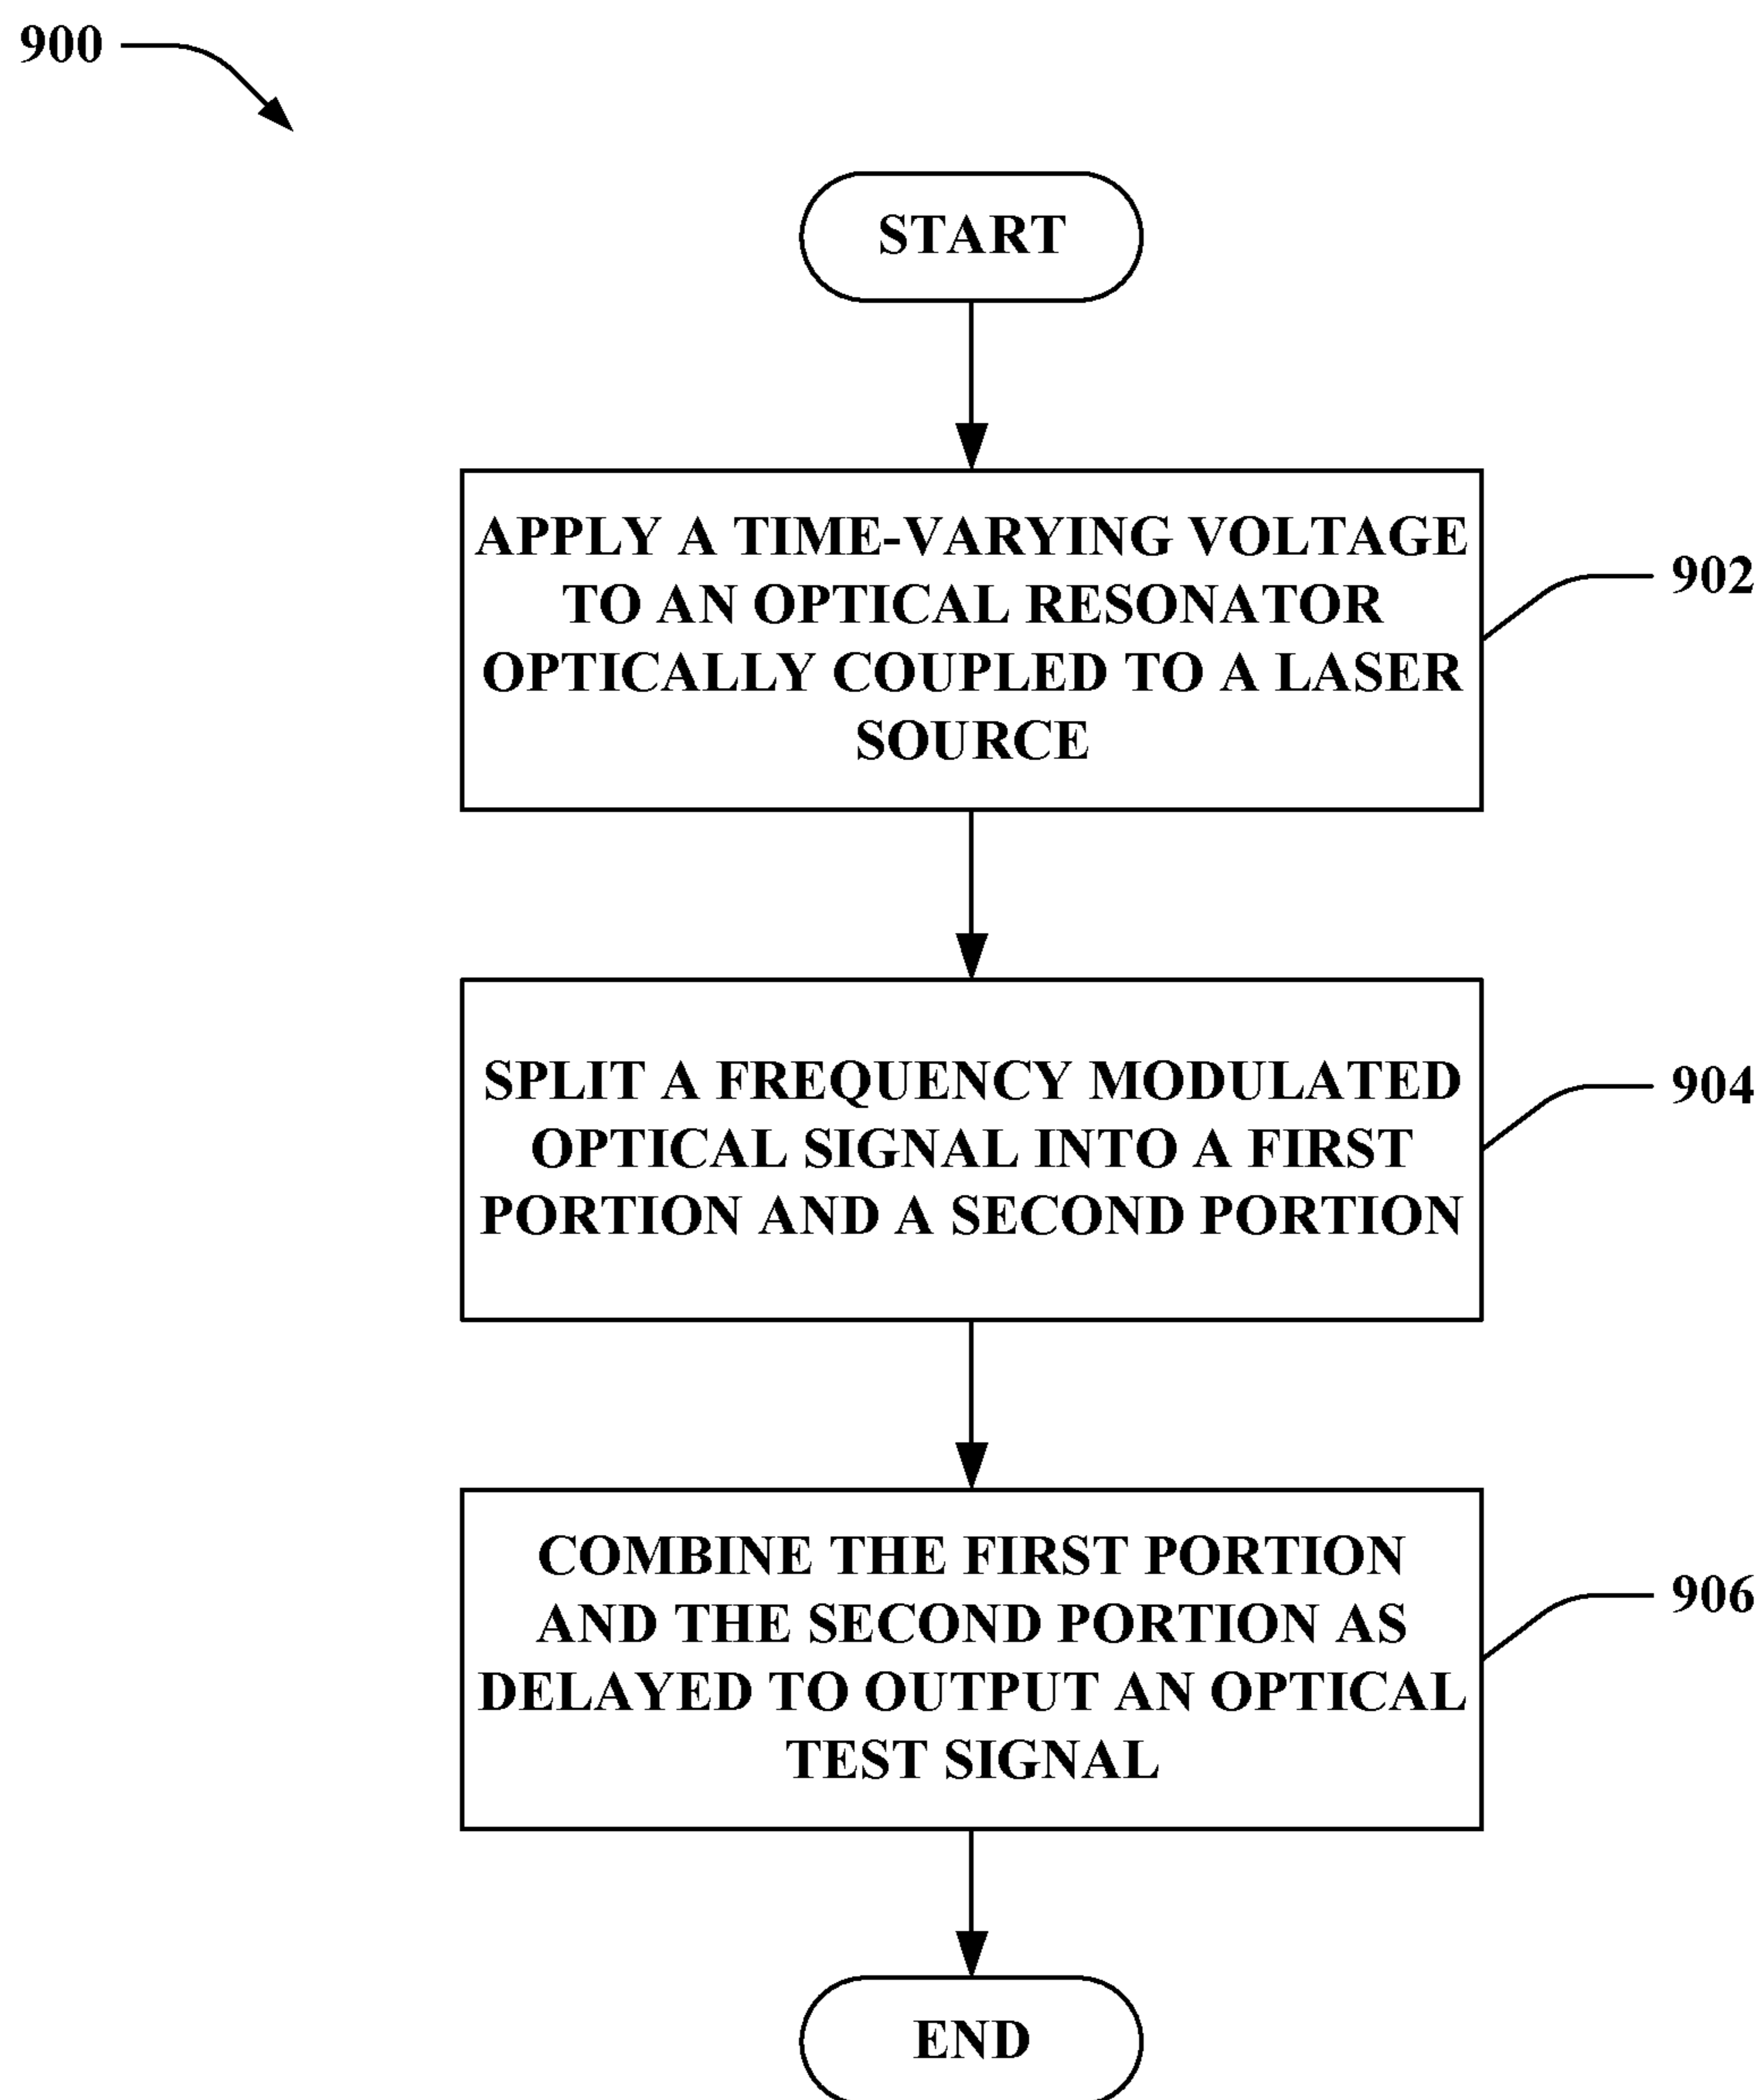 900
START
APPLY A TIME-VARYING VOLTAGE
TO AN OPTICAL RESONATOR
OPTICALLY COUPLED TO A LASER
SOURCE
902
SPLIT A FREQUENCY MODULATED
OPTICAL SIGNAL INTO A FIRST
PORTION AND A SECOND PORTION
904
COMBINE THE FIRST PORTION
AND THE SECOND PORTION AS
DELAYED TO OUTPUT AN OPTICAL
TEST SIGNAL
906
END